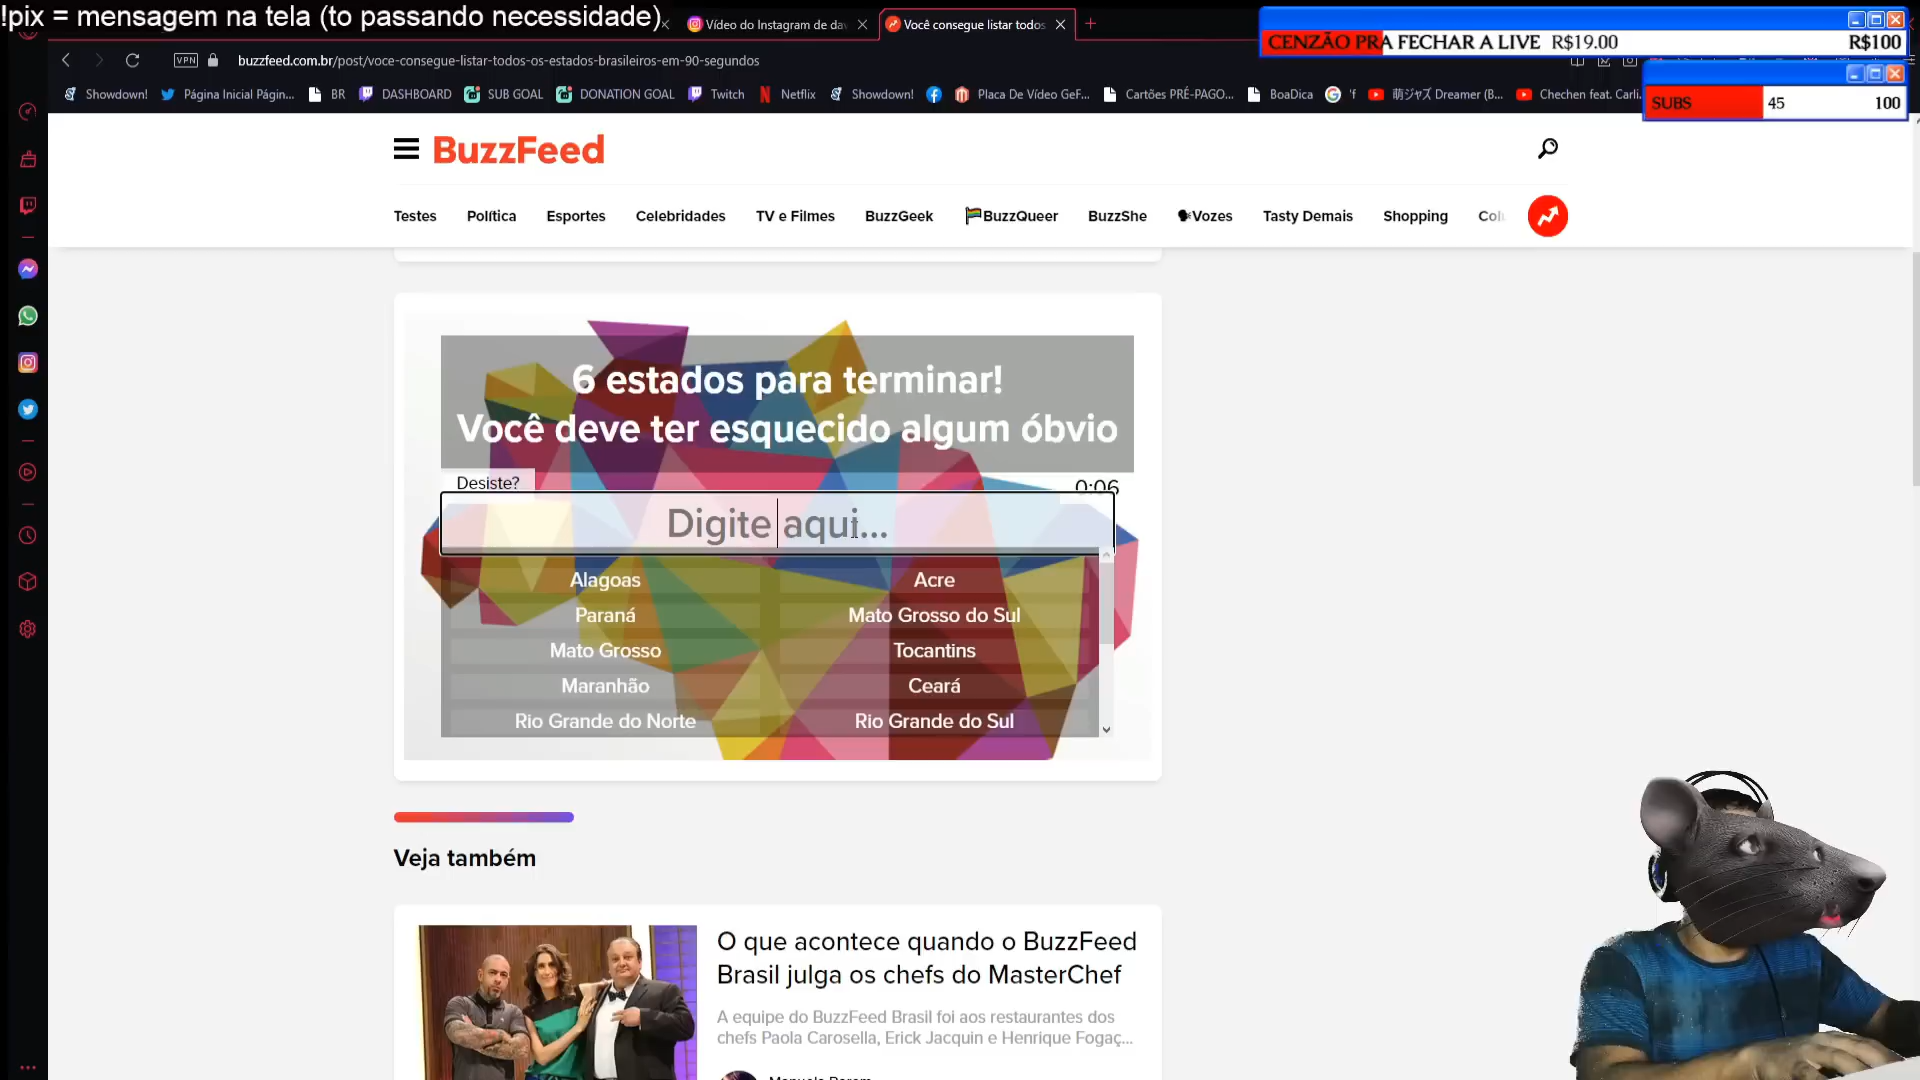 !pix = mensagem na tela (to passando necessidade)
Vídeo do Instagram de da
Você consegue listar todos
CENZÃO PRA FECHAR A LIVE R$19.00 R$100
VPN
buzzfeed.com.br/post/voce-consegue-listar-todos-os-estados-brasileiros-em-90-segundos
Showdown! Página Inicial Págin... BR DASHBOARD SUB GOAL DONATION GOAL Twitch Netflix Showdown! Placa De Vídeo GeF... Cartões PRÉ-PAGO... BoaDica 'f 萌ジャズ Dreamer (B... Chechen feat. Carli...
SUBS 45 100
BuzzFeed
Testes Política Esportes Celebridades TV e Filmes BuzzGeek BuzzQueer BuzzShe Vozes Tasty Demais Shopping Col
6 estados para terminar!
Você deve ter esquecido algum óbvio
Desiste? 0:06
Digite aqui...
Alagoas Acre
Paraná Mato Grosso do Sul
Mato Grosso Tocantins
Maranhão Ceará
Rio Grande do Norte Rio Grande do Sul
Veja também
O que acontece quando o BuzzFeed
Brasil julga os chefs do MasterChef
A equipe do BuzzFeed Brasil foi aos restaurantes dos
chefs Paola Carosella, Erick Jacquin e Henrique Fogaç...